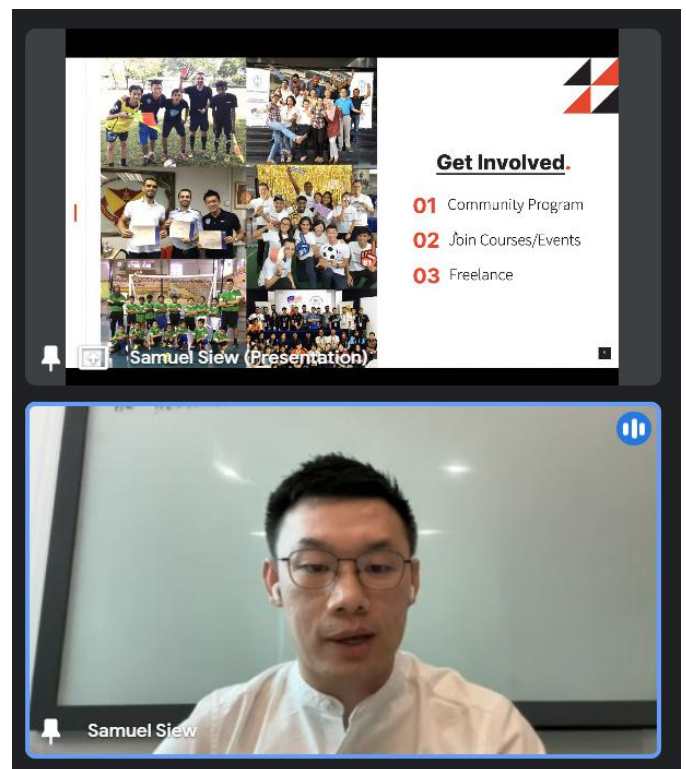 Get Involved.
01 Community Program
02 Join Courses/Events
03 Freelance
Samuel Siew (Presentation)
Samuel Siew